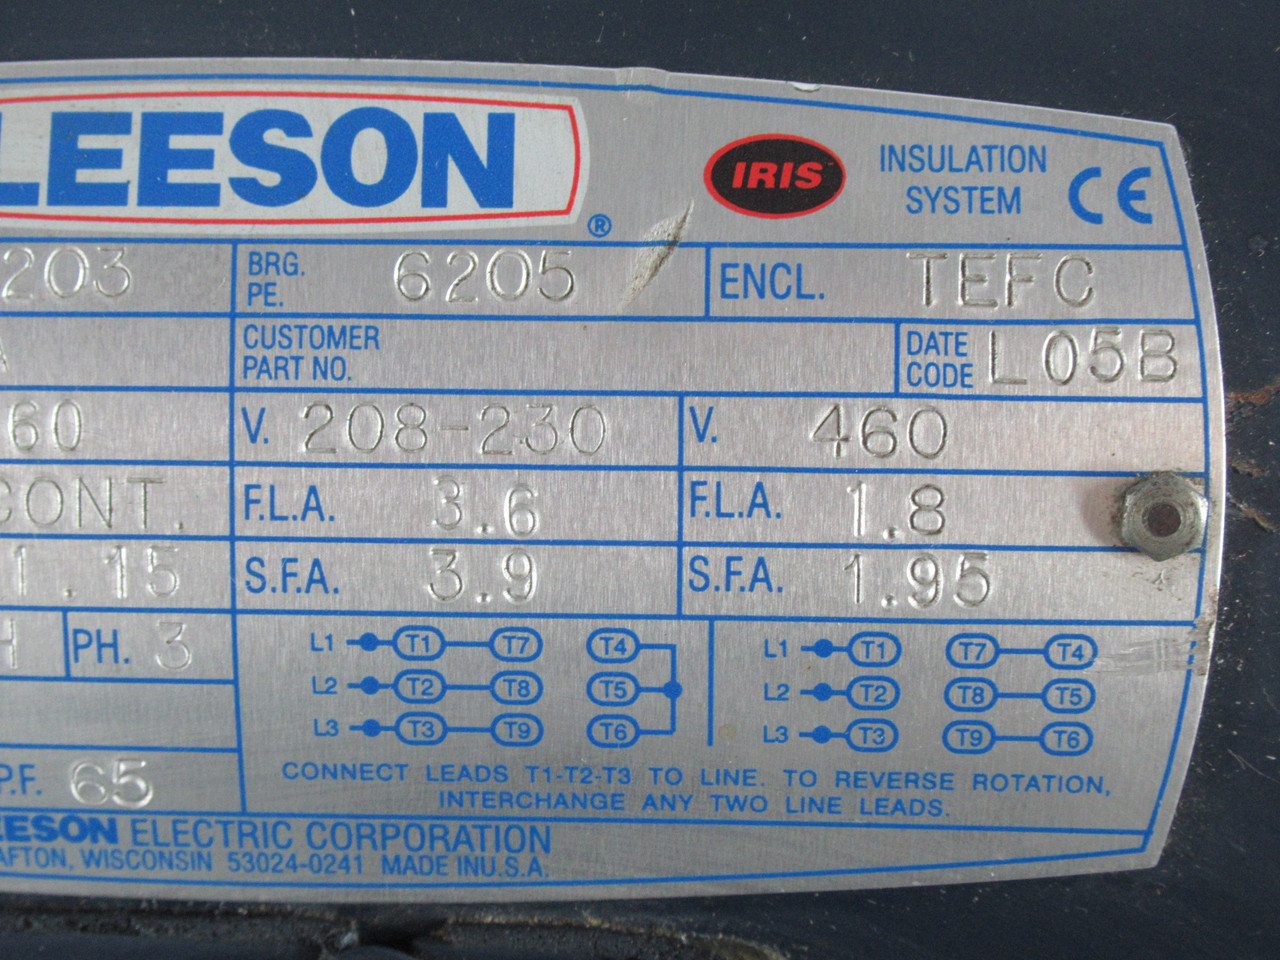 LEESON ®
IRIS
INSULATION
SYSTEM
CE
203
BRG.
PE.
6205
ENCL. TEFC
CUSTOMER
PART NO.
DATE
CODE
L 05B
60
V. 208-230
V. 460
CONT.
F.L.A. 3.6
F.L.A. 1.8
1.15
S.F.A. 3.9
S.F.A. 1.95
H
PH. 3
L1 T1 T7 T4
L2 T2 T8 T5
L3 T3 T9 T6
L1 T1 T7 T4
L2 T2 T8 T5
L3 T3 T9 T6
P.F. 65
CONNECT LEADS T1-T2-T3 TO LINE. TO REVERSE ROTATION,
INTERCHANGE ANY TWO LINE LEADS.
EESON ELECTRIC CORPORATION
AFTON, WISCONSIN 53024-0241 MADE IN U.S.A.